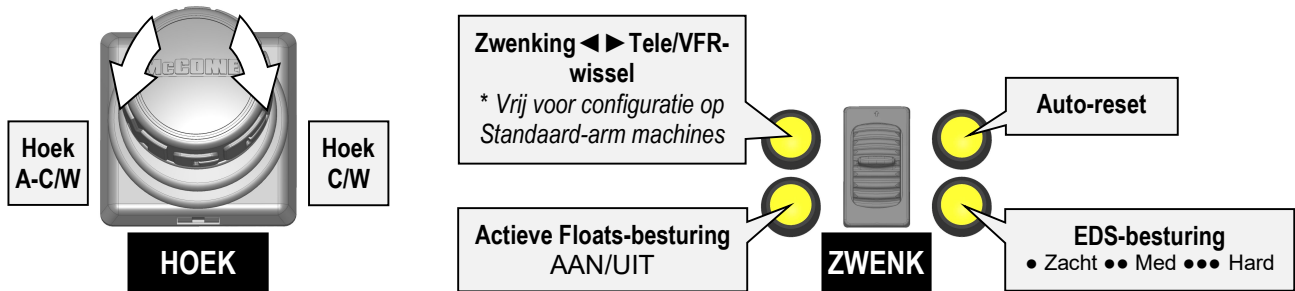 McCONNEL
Hoek
A-C/W
Hoek
C/W
HOEK
Zwenking◄►Tele/VFR-
wissel
* Vrij voor configuratie op
Standaard-arm machines
Auto-reset
Actieve Floats-besturing
AAN/UIT
ZWENK
EDS-besturing
● Zacht ●● Med ●●● Hard